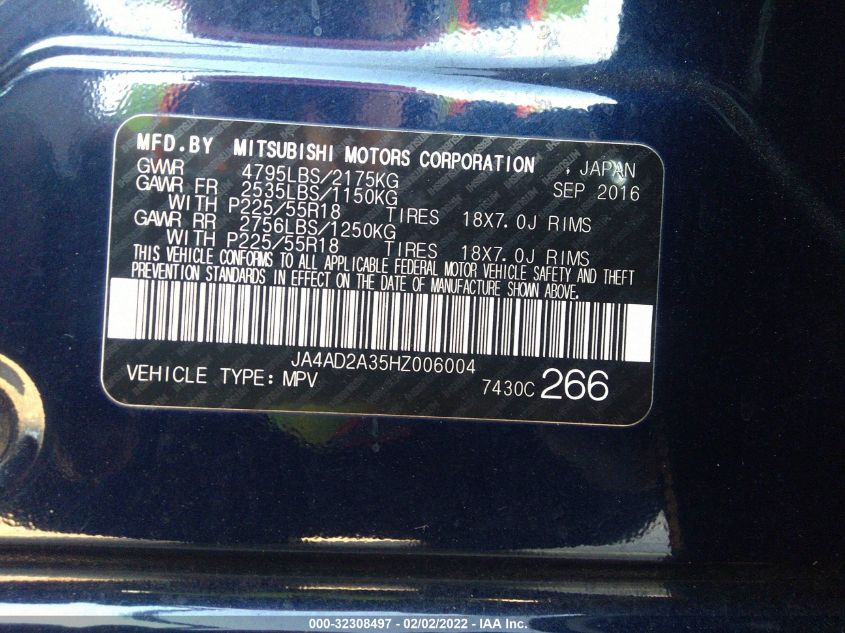 MFD.BY MITSUBISHI MOTORS CORPORATION , JAPAN
GVWR 4795LBS/2175KG SEP 2016
GAWR FR 2535LBS/1150KG
WITH P225/55R18 TIRES 18X7.0J RIMS
GAWR RR 2756LBS/1250KG
WITH P225/55R18 TIRES 18X7.0J RIMS
THIS VEHICLE CONFORMS TO ALL APPLICABLE FEDERAL MOTOR VEHICLE SAFETY AND THEFT
PREVENTION STANDARDS IN EFFECT ON THE DATE OF MANUFACTURE SHOWN ABOVE.
JA4AD2A35HZ006004
VEHICLE TYPE: MPV 7430C 266
000-32308497 - 02/02/2022 - IAA Inc.